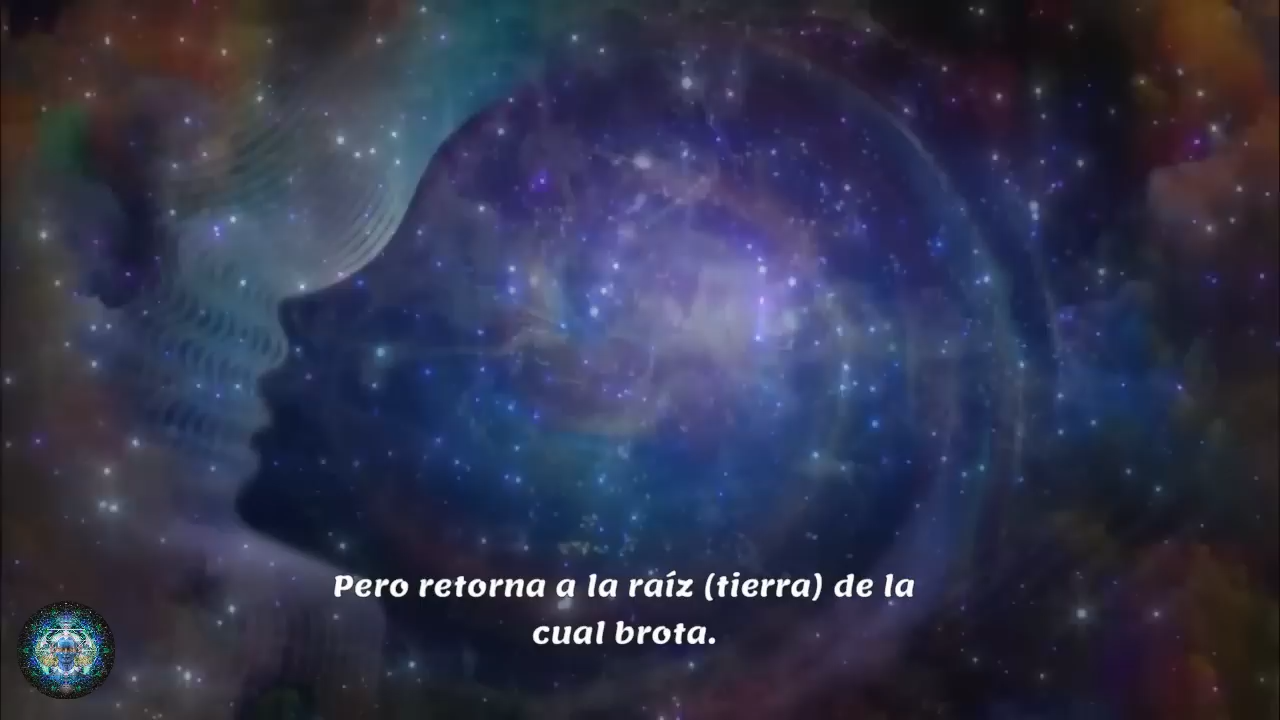 Pero retorna a la raíz (tierra) de la
cual brota.